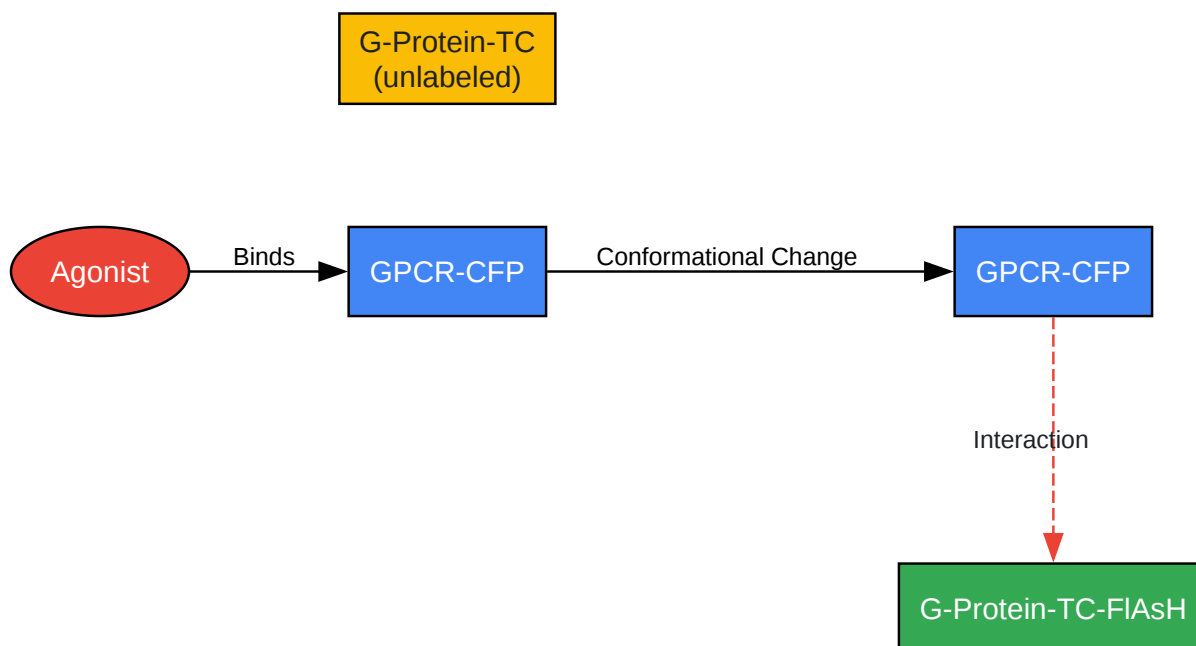 G-Protein-TC
(unlabeled)
Agonist
Binds
GPCR-CFP
Conformational Change
GPCR-CFP
Interaction
G-Protein-TC-FlAsH